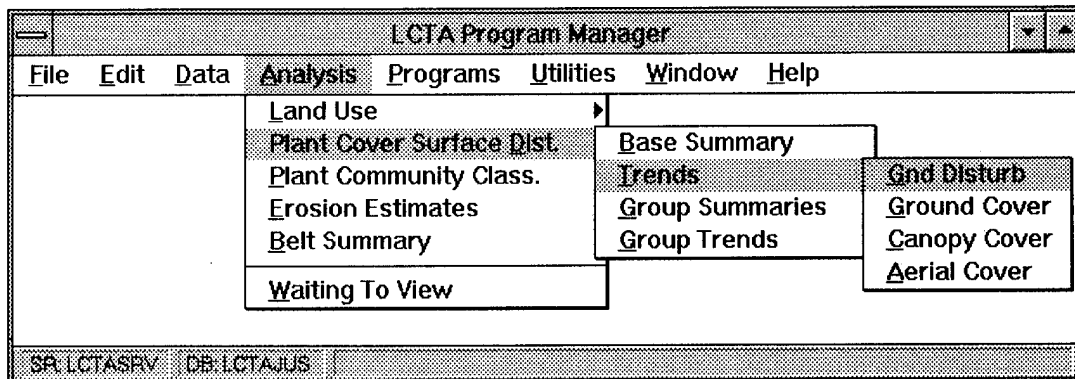 LCTA Program Manager
File Edit Data Analysis Programs Utilities Window Help
Land Use
Plant Cover Surface Dist.
Plant Community Class.
Erosion Estimates
Belt Summary
Waiting To View
Base Summary
Trends
Group Summaries
Group Trends
Gnd Disturb
Ground Cover
Canopy Cover
Aerial Cover
SR: LCTASRV DB: LCTAJUS